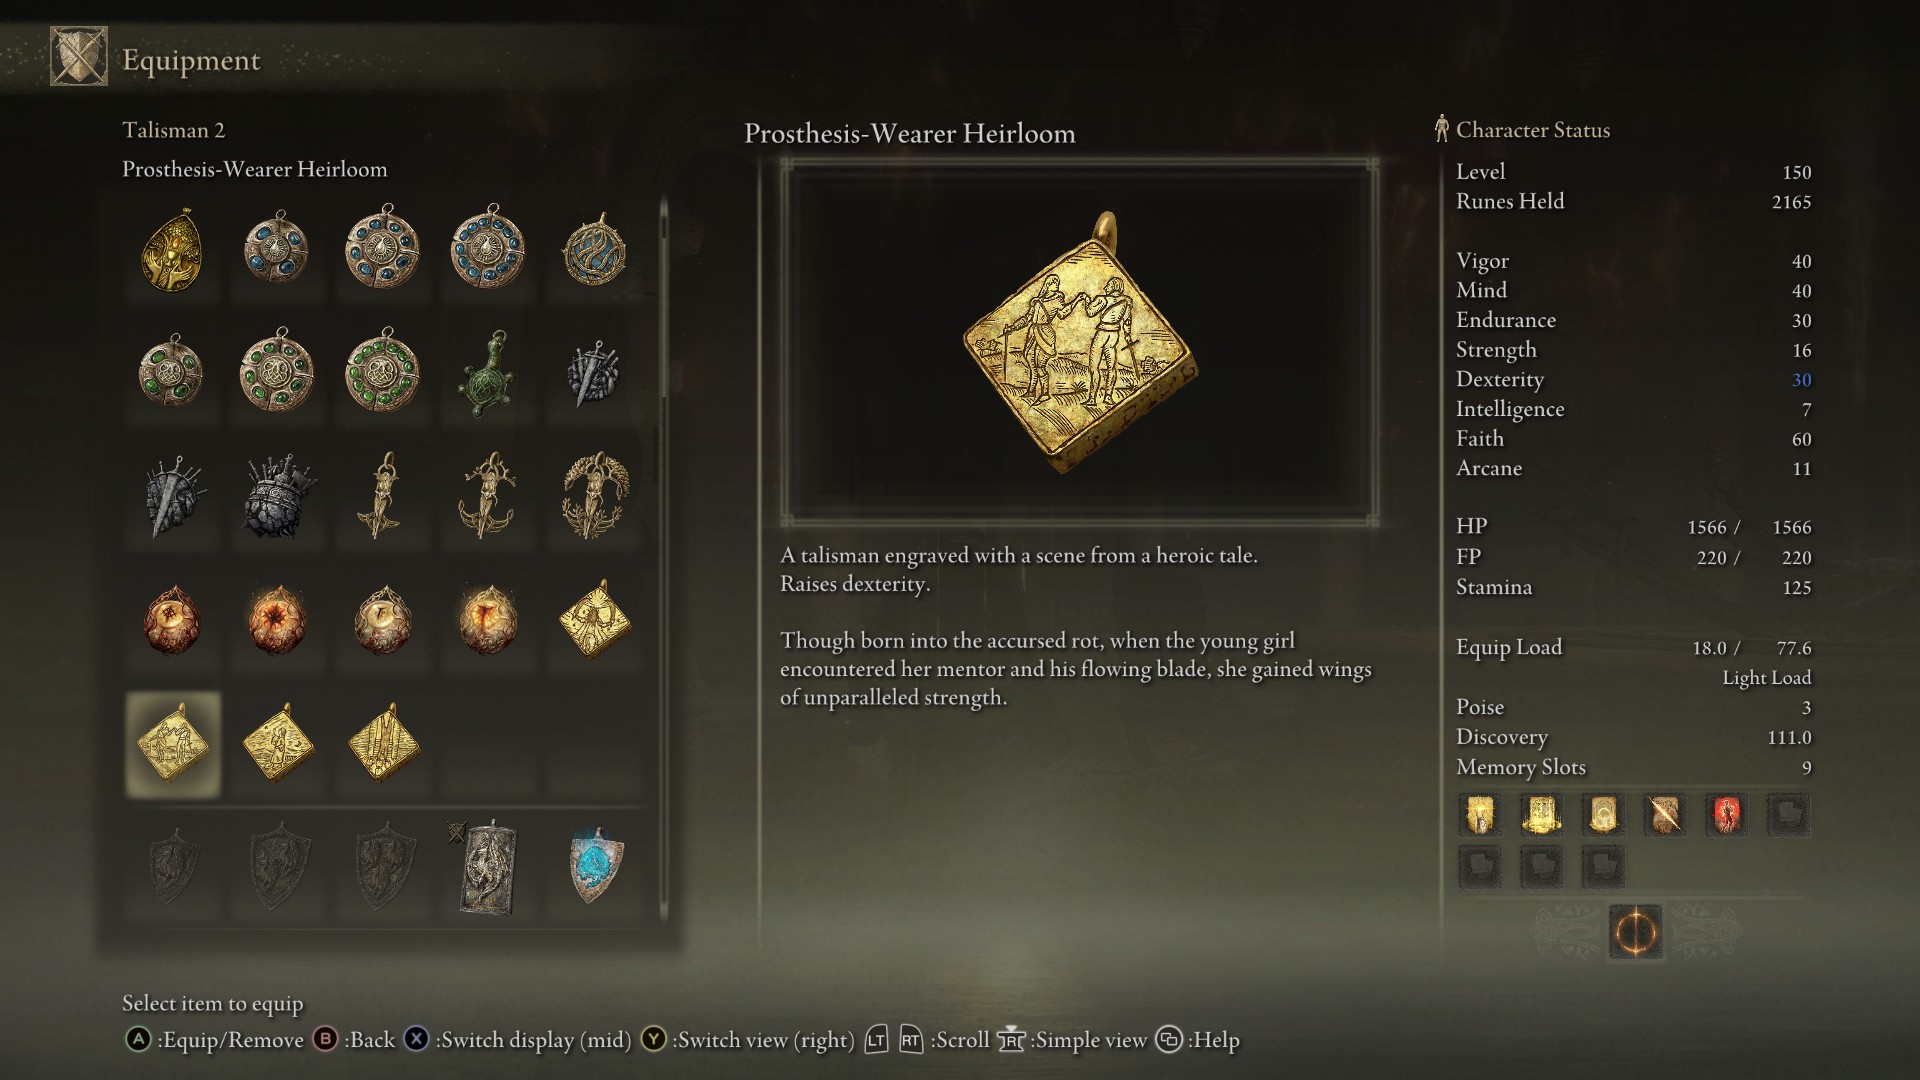 Equipment
Talisman 2
Prosthesis-Wearer Heirloom
Prosthesis-Wearer Heirloom
A talisman engraved with a scene from a heroic tale.
Raises dexterity.
Though born into the accursed rot, when the young girl
encountered her mentor and his flowing blade, she gained wings
of unparalleled strength.
Character Status
Level 150
Runes Held 2165
Vigor 40
Mind 40
Endurance 30
Strength 16
Dexterity 30
Intelligence 7
Faith 60
Arcane 11
HP 1566 / 1566
FP 220 / 220
Stamina 125
Equip Load 18.0 / 77.6
Light Load
Poise 3
Discovery 111.0
Memory Slots 9
Select item to equip
A :Equip/Remove B :Back X :Switch display (mid) Y :Switch view (right) LT RT :Scroll R :Simple view :Help